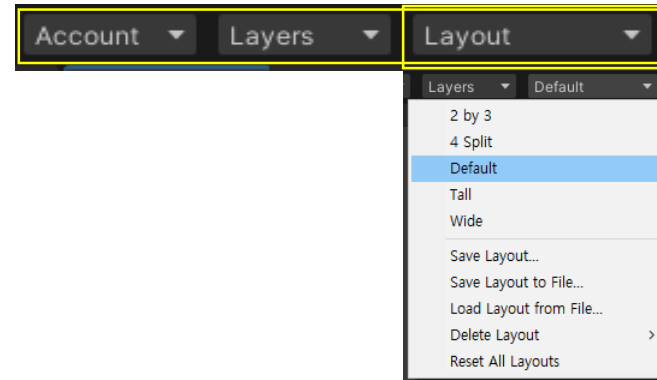 Account Layers Layout
Layers Default
2 by 3
4 Split
Default
Tall
Wide
Save Layout...
Save Layout to File...
Load Layout from File...
Delete Layout
Reset All Layouts